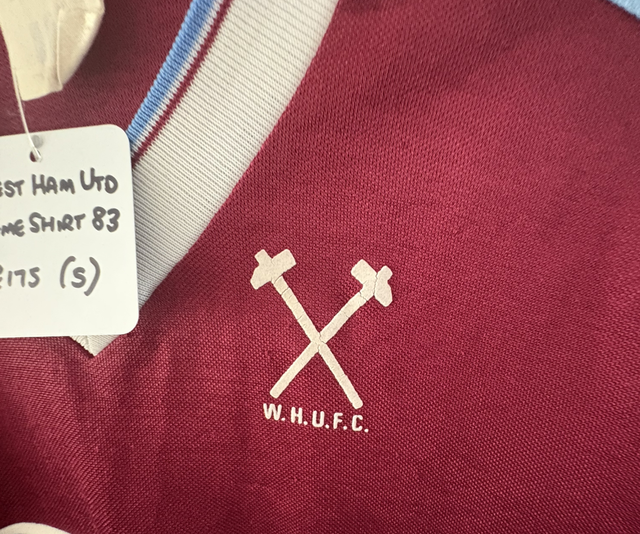 EST HAM UTD
ME SHIRT 83
£175 (S)
W.H.U.F.C.